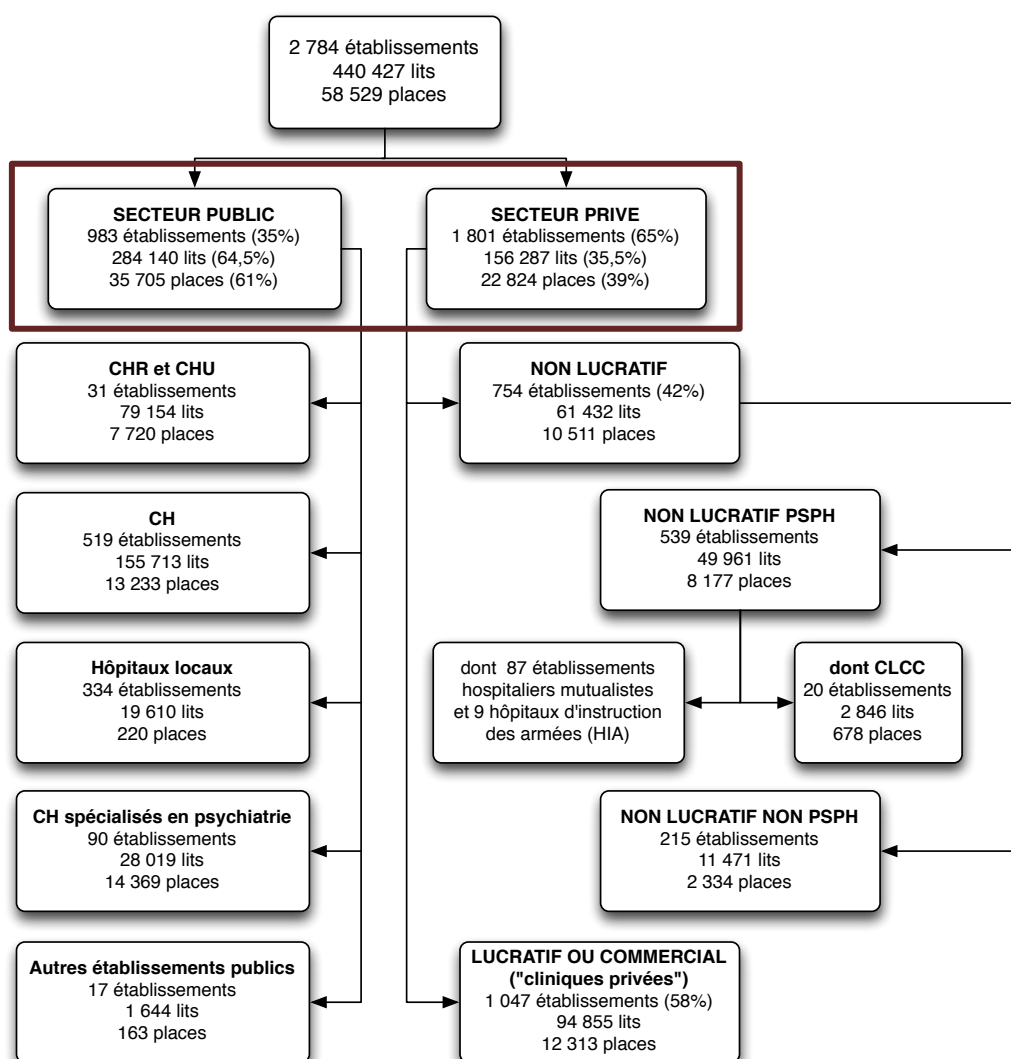 2 784 établissements
440 427 lits
58 529 places
SECTEUR PUBLIC
983 établissements (35%)
284 140 lits (64,5%)
35 705 places (61%)
SECTEUR PRIVE
1 801 établissements (65%)
156 287 lits (35,5%)
22 824 places (39%)
CHR et CHU
31 établissements
79 154 lits
7 720 places
NON LUCRATIF
754 établissements (42%)
61 432 lits
10 511 places
CH
519 établissements
155 713 lits
13 233 places
NON LUCRATIF PSPH
539 établissements
49 961 lits
8 177 places
Hôpitaux locaux
334 établissements
19 610 lits
220 places
dont  87 établissements
hospitaliers mutualistes
et 9 hôpitaux d'instruction
des armées (HIA)
dont CLCC
20 établissements
2 846 lits
678 places
CH spécialisés en psychiatrie
90 établissements
28 019 lits
14 369 places
NON LUCRATIF NON PSPH
215 établissements
11 471 lits
2 334 places
Autres établissements publics
17 établissements
1 644 lits
163 places
LUCRATIF OU COMMERCIAL
("cliniques privées")
1 047 établissements (58%)
94 855 lits
12 313 places